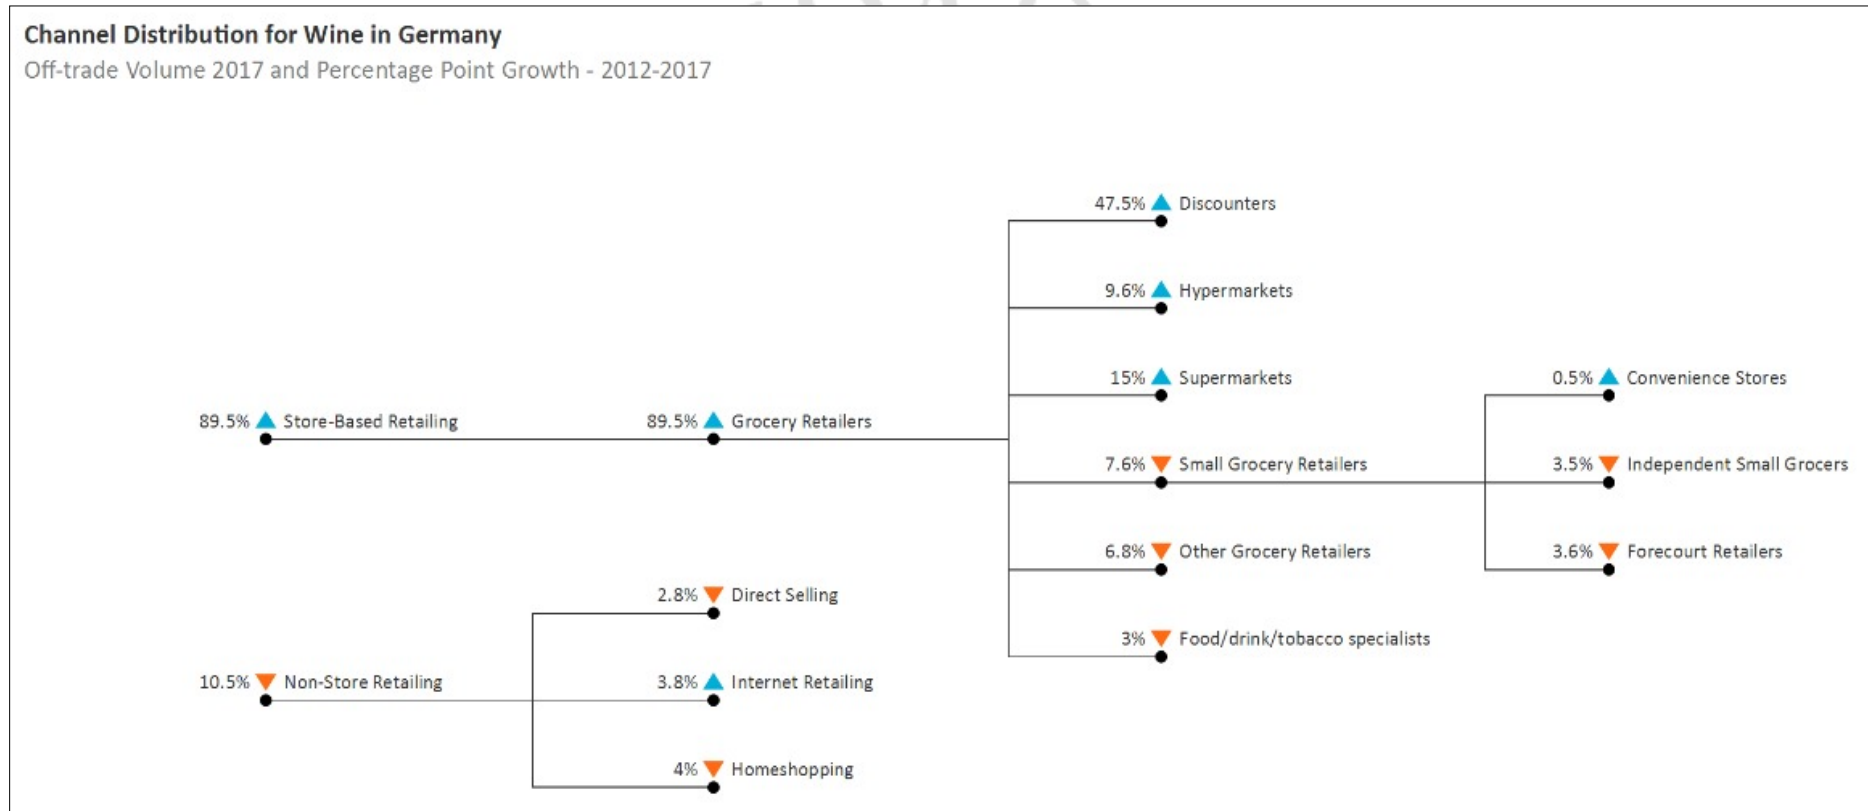 Channel Distribution for Wine in Germany
Off-trade Volume 2017 and Percentage Point Growth - 2012-2017
47.5% Discounters
9.6% Hypermarkets
15% Supermarkets
0.5% Convenience Stores
89.5% Store-Based Retailing
89.5% Grocery Retailers
7.6% Small Grocery Retailers
3.5% Independent Small Grocers
6.8% Other Grocery Retailers
3.6% Forecourt Retailers
2.8% Direct Selling
3% Food/drink/tobacco specialists
10.5% Non-Store Retailing
3.8% Internet Retailing
4% Homeshopping